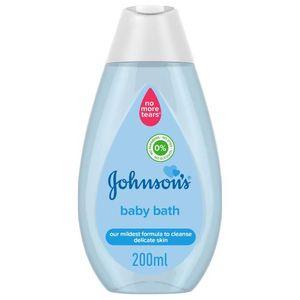 no
more
tears®
0%
Johnson's
baby bath
our mildest formula to cleanse
delicate skin
200ml